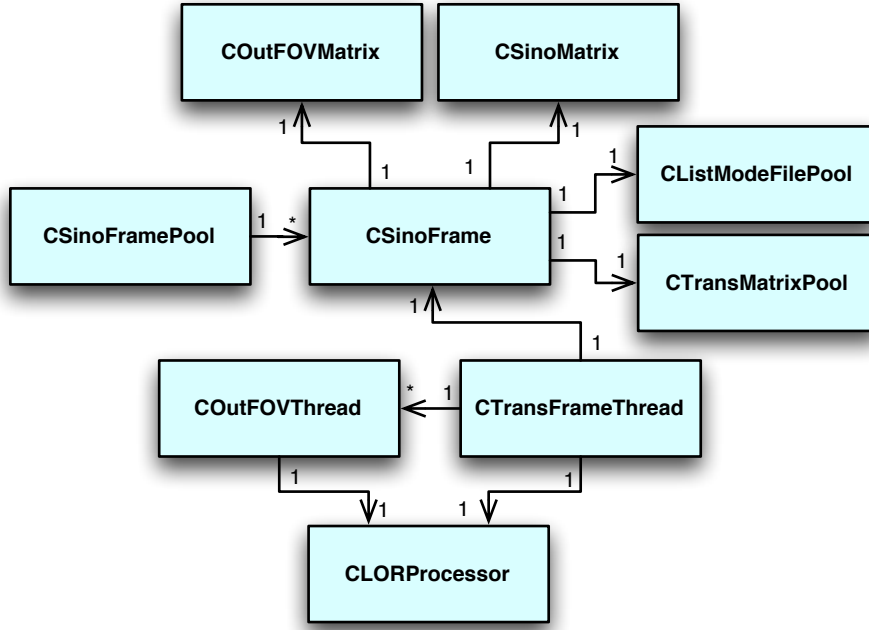 COutFOVMatrix
CSinoMatrix
1
1
1
1
1
1
CListModeFilePool
CSinoFramePool
1
*
CSinoFrame
1
1
CTransMatrixPool
1
1
COutFOVThread
*
1
CTransFrameThread
1
1
1
1
CLORProcessor